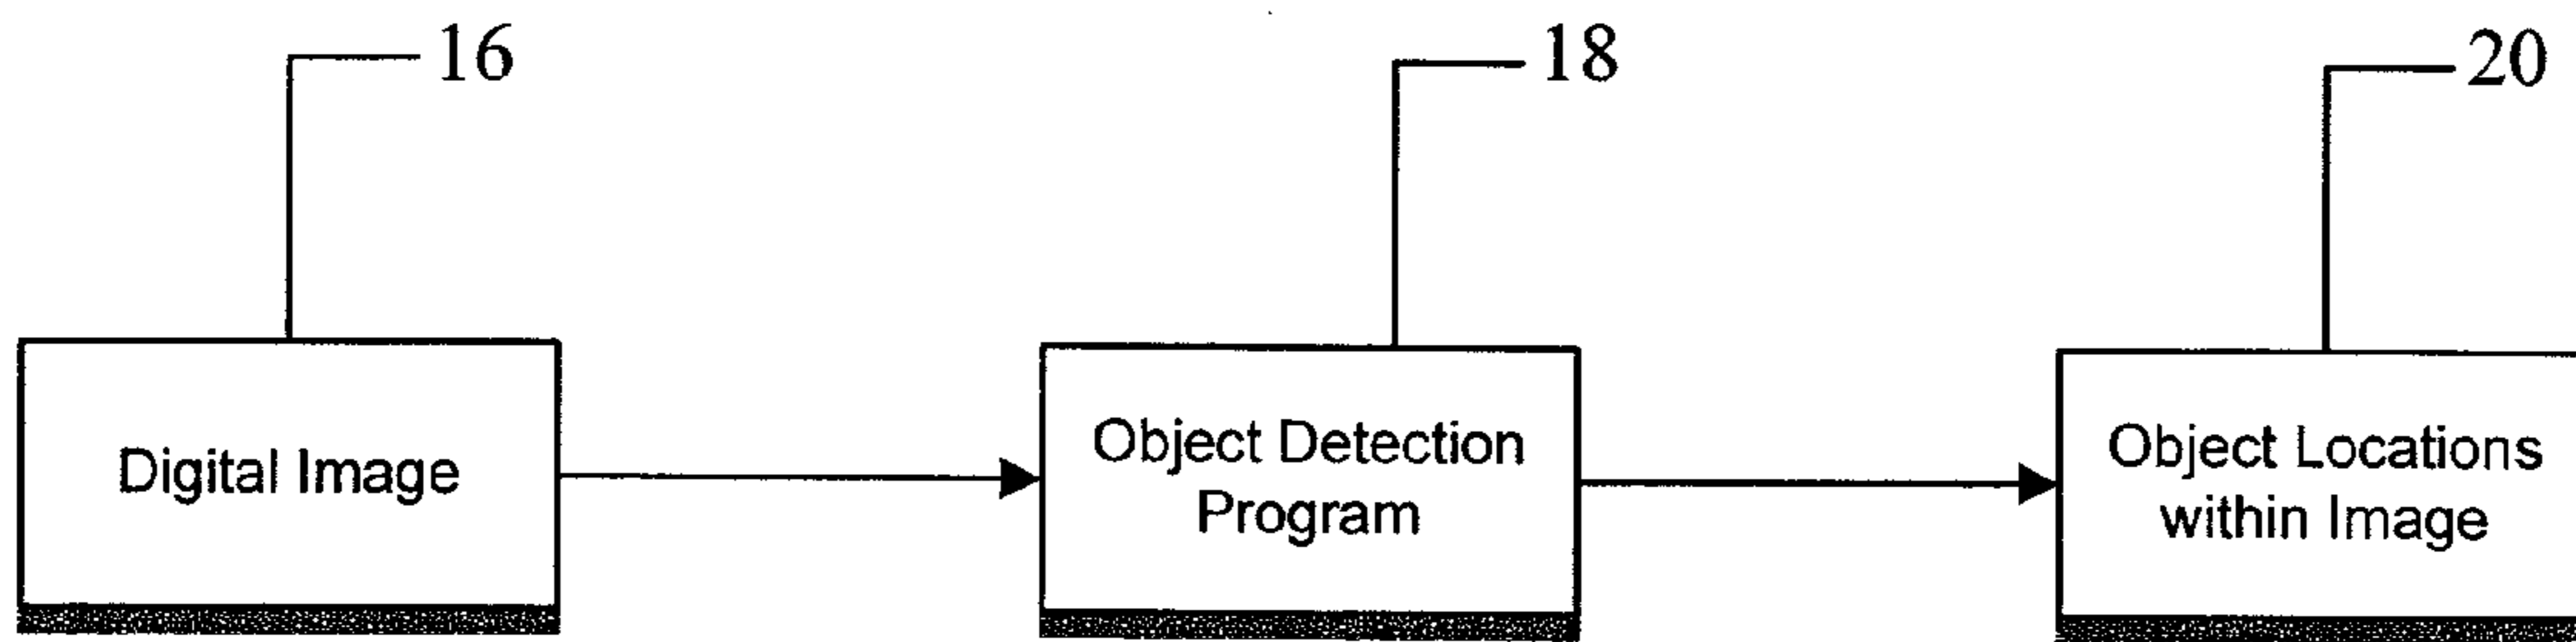 16
18
20
Digital Image
Object Detection
Program
Object Locations
within Image